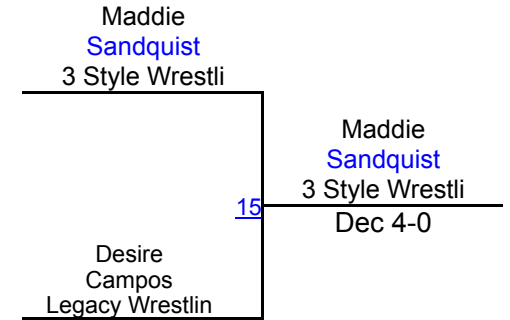 Maddie
Sandquist
3 Style Wrestli
Maddie
Sandquist
3 Style Wrestli
15
Dec 4-0
Desire
Campos
Legacy Wrestlin